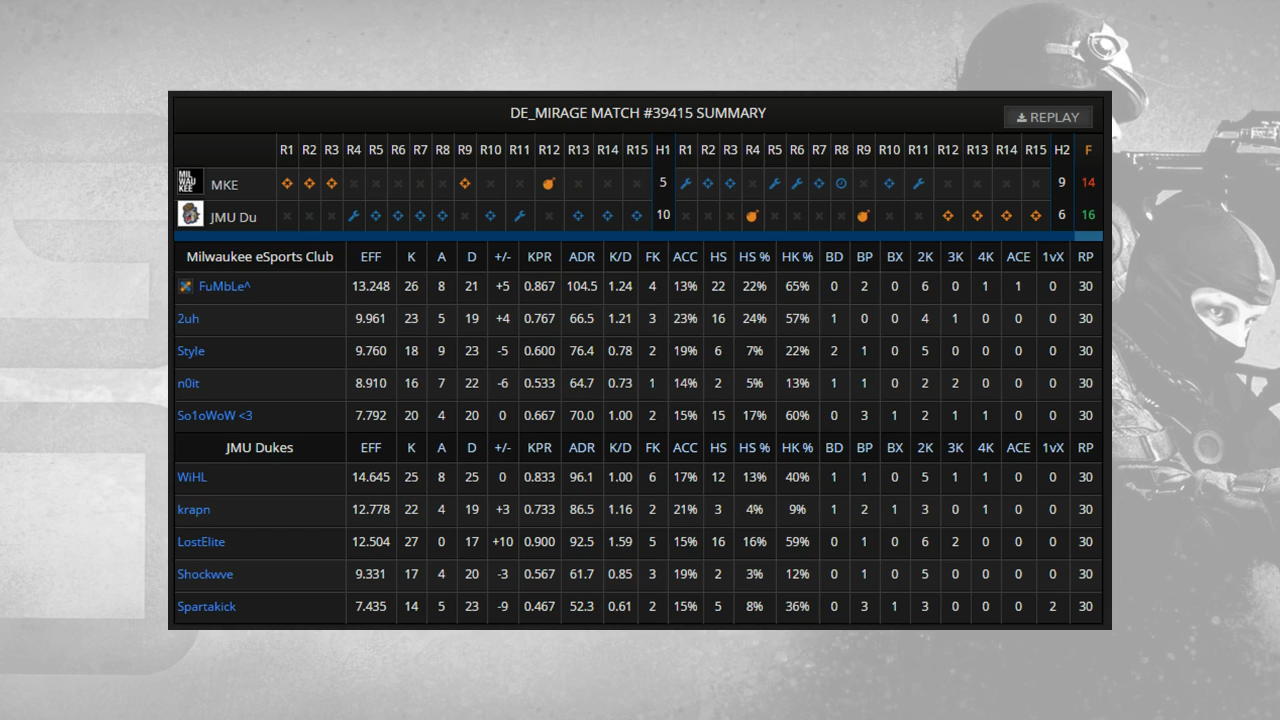 DE_MIRAGE MATCH #39415 SUMMARY
REPLAY
R1 R2 R3 R4 R5 R6 R7 R8 R9 R10 R11 R12 R13 R14 R15 H1 R1 R2 R3 R4 R5 R6 R7 R8 R9 R10 R11 R12 R13 R14 R15 H2 F
MIL WAU KEE MKE 5 9 14
JMU Du 10 6 16
Milwaukee eSports Club EFF K A D +/- KPR ADR K/D FK ACC HS HS % HK % BD BP BX 2K 3K 4K ACE 1vX RP
FuMbLe^ 13.248 26 8 21 +5 0.867 104.5 1.24 4 13% 22 22% 65% 0 2 0 6 0 1 1 0 30
2uh 9.961 23 5 19 +4 0.767 66.5 1.21 3 23% 16 24% 57% 1 0 0 4 1 0 0 0 30
Style 9.760 18 9 23 -5 0.600 76.4 0.78 2 19% 6 7% 22% 2 1 0 5 0 0 0 0 30
n0it 8.910 16 7 22 -6 0.533 64.7 0.73 1 14% 2 5% 13% 1 1 0 2 2 0 0 0 30
So1oWoW <3 7.792 20 4 20 0 0.667 70.0 1.00 2 15% 15 17% 60% 0 3 1 2 1 1 0 0 30
JMU Dukes EFF K A D +/- KPR ADR K/D FK ACC HS HS % HK % BD BP BX 2K 3K 4K ACE 1vX RP
WiHL 14.645 25 8 25 0 0.833 96.1 1.00 6 17% 12 13% 40% 1 1 0 5 1 1 0 0 30
krapn 12.778 22 4 19 +3 0.733 86.5 1.16 2 21% 3 4% 9% 1 2 1 3 0 1 0 0 30
LostElite 12.504 27 0 17 +10 0.900 92.5 1.59 5 15% 16 16% 59% 0 1 0 6 2 0 0 0 30
Shockwve 9.331 17 4 20 -3 0.567 61.7 0.85 3 19% 2 3% 12% 0 1 0 5 0 0 0 0 30
Spartakick 7.435 14 5 23 -9 0.467 52.3 0.61 2 15% 5 8% 36% 0 3 1 3 0 0 0 2 30